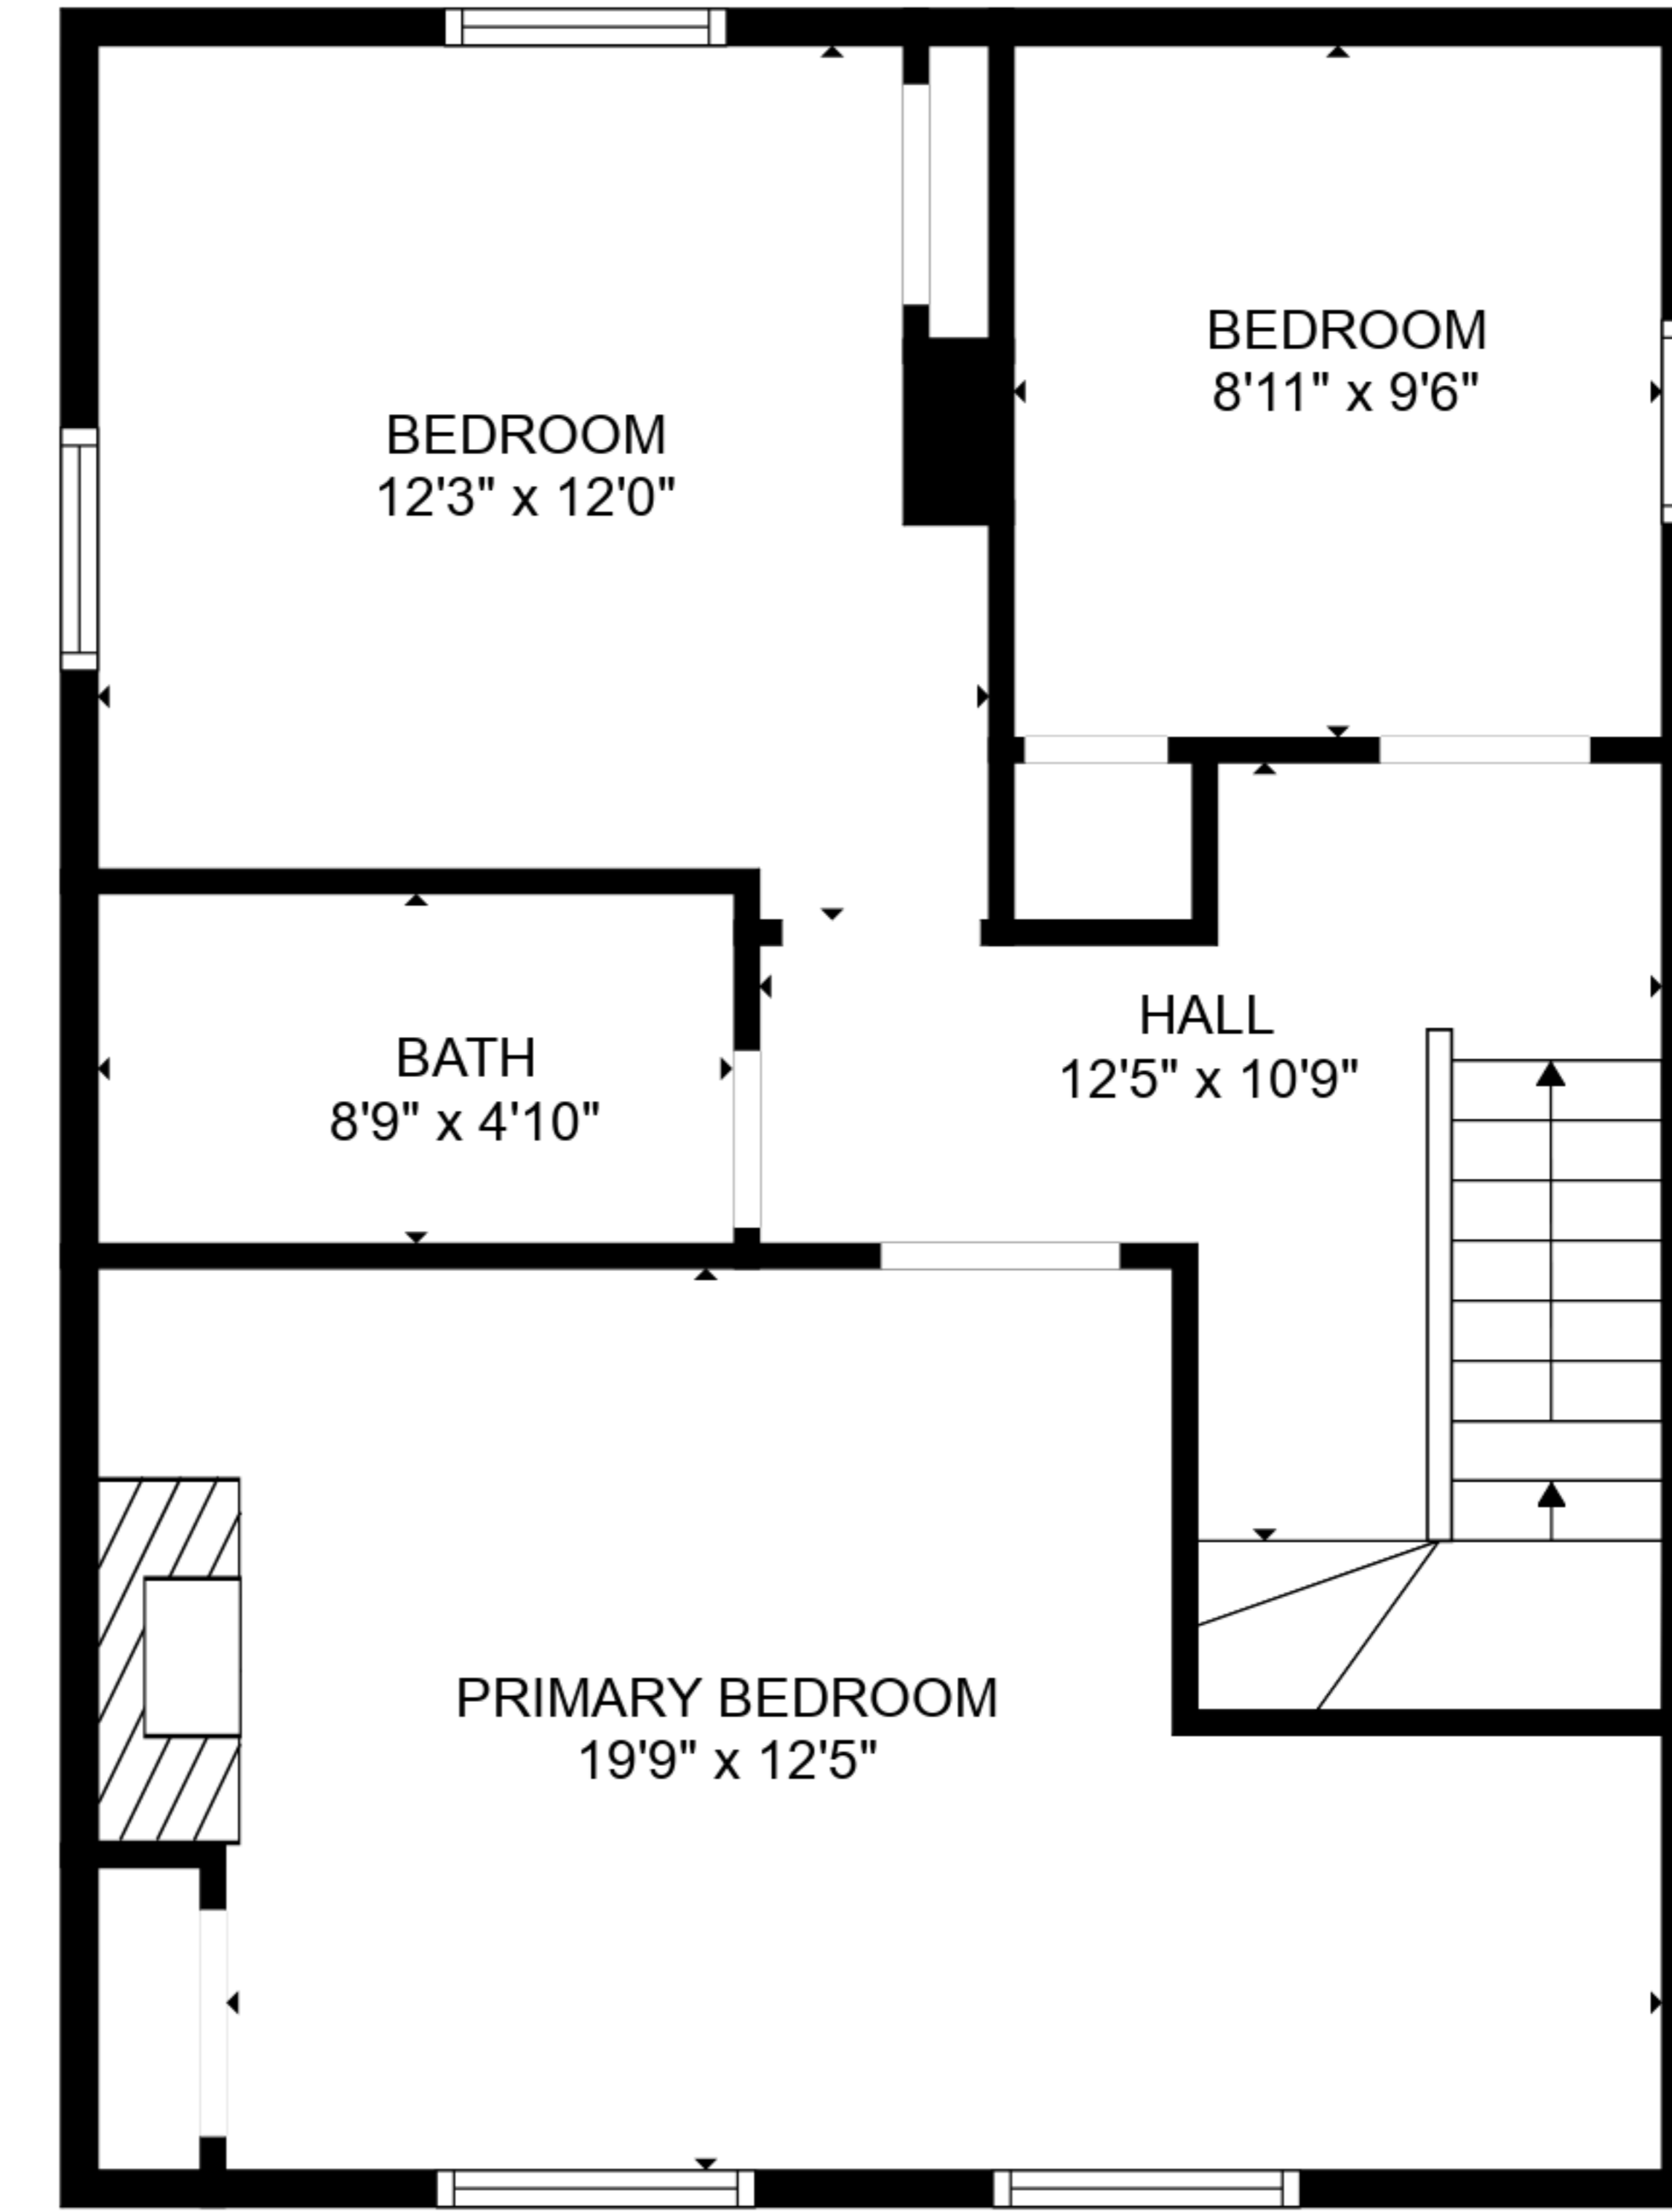 BEDROOM
8'11" x 9'6"
BEDROOM
12'3" x 12'0"
HALL
12'5" x 10'9"
BATH
8'9" x 4'10"
PRIMARY BEDROOM
19'9" x 12'5"